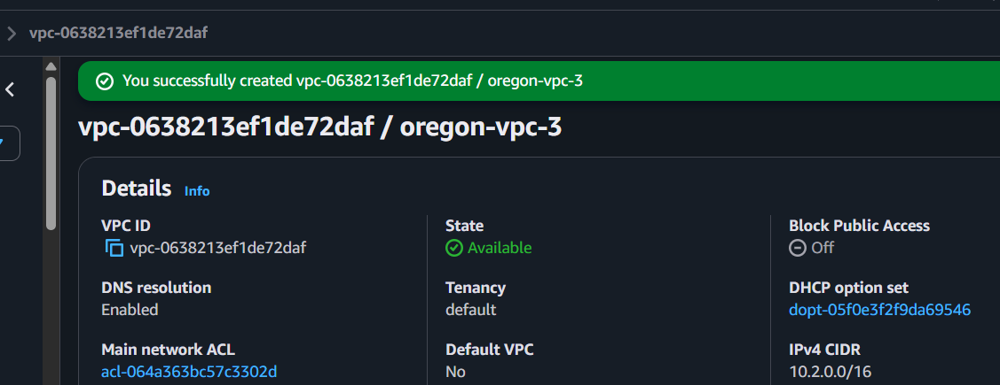 vpc-0638213ef1de72daf
You successfully created vpc-0638213ef1de72daf / oregon-vpc-3
vpc-0638213ef1de72daf / oregon-vpc-3
Details Info
VPC ID
vpc-0638213ef1de72daf
State
Available
Block Public Access
Off
DNS resolution
Enabled
Tenancy
default
DHCP option set
dopt-05f0e3f2f9da69546
Main network ACL
acl-064a363bc57c3302d
Default VPC
No
IPv4 CIDR
10.2.0.0/16